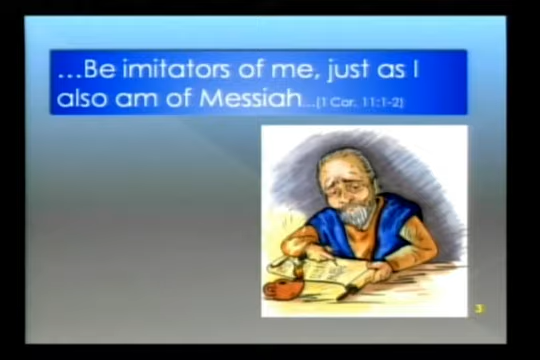 ...Be imitators of me, just as I
also am of Messiah...(1 Cor. 11:1-2)
3